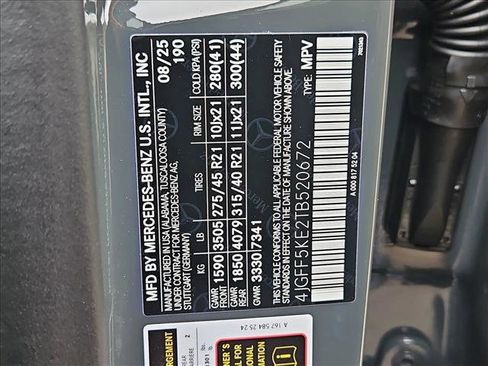 MFD BY MERCEDES-BENZ U.S. INTL., INC
MANUFACTURED IN USA (ALABAMA, TUSCALOOSA COUNTY)
UNDER CONTRACT FOR MERCEDES-BENZ AG,
STUTTGART (GERMANY)
08/25
190
KG LB TIRES RIM SIZE COLD KPA (PSI)
GAWR FRONT 1590 3505 275/45 R21 10Jx21 280(41)
GAWR REAR 1850 4079 315/40 R21 11Jx21 300(44)
GVWR 3330 7341
THIS VEHICLE CONFORMS TO ALL APPLICABLE FEDERAL MOTOR VEHICLE SAFETY
STANDARDS IN EFFECT ON THE DATE OF MANUFACTURE SHOWN ABOVE.
4JGFF5KE2TB520672 TYPE: MPV
A 000 817 52 04
A 167 584 25 24